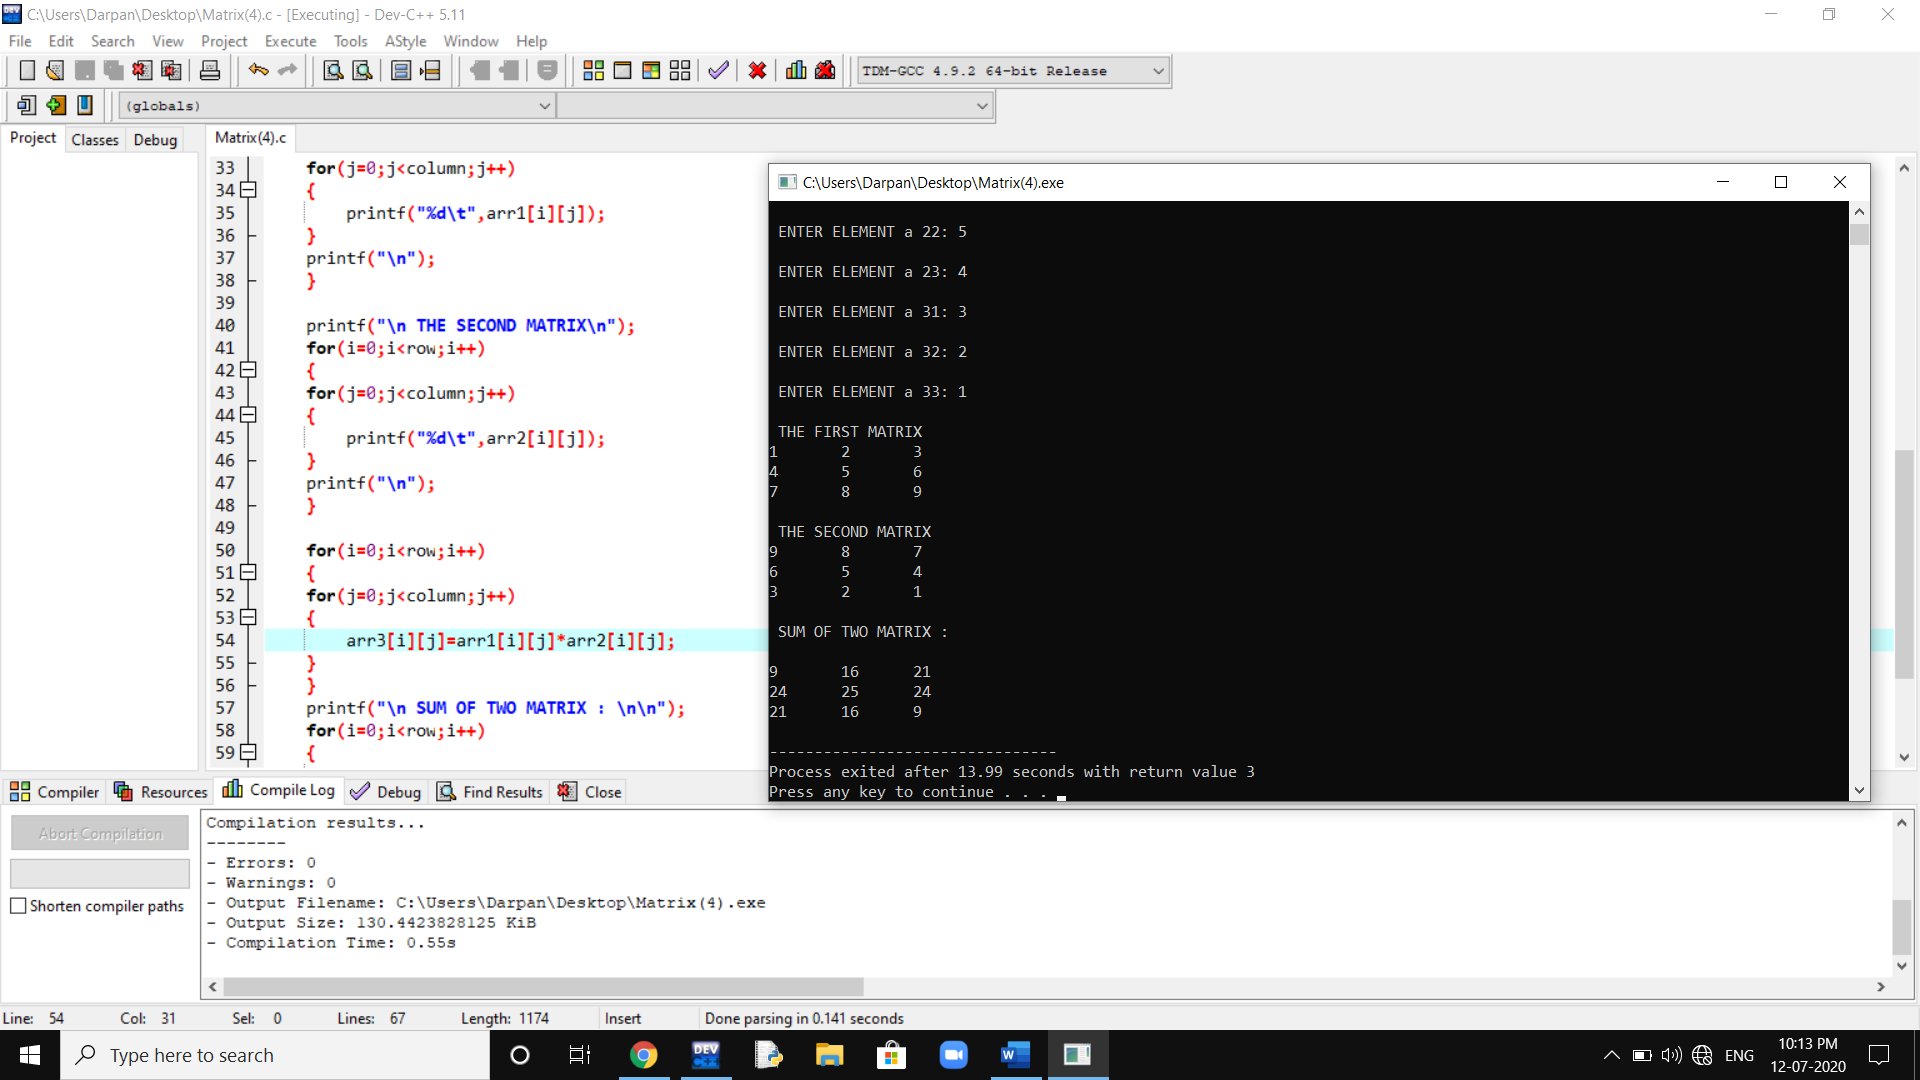 C:\Users\Darpan\Desktop\Matrix(4).c - [Executing] - Dev-C++ 5.11
File Edit Search View Project Execute Tools AStyle Window Help
TDM-GCC 4.9.2 64-bit Release
(globals)
Project Classes Debug
Matrix(4).c
33 for(j=0;j<column;j++)
34 {
35 printf("%d\t",arr1[i][j]);
36 }
37 printf("\n");
38 }
39
40 printf("\n THE SECOND MATRIX\n");
41 for(i=0;i<row;i++)
42 {
43 for(j=0;j<column;j++)
44 {
45 printf("%d\t",arr2[i][j]);
46 }
47 printf("\n");
48 }
49
50 for(i=0;i<row;i++)
51 {
52 for(j=0;j<column;j++)
53 {
54 arr3[i][j]=arr1[i][j]*arr2[i][j];
55 }
56 }
57 printf("\n SUM OF TWO MATRIX : \n\n");
58 for(i=0;i<row;i++)
59 {
C:\Users\Darpan\Desktop\Matrix(4).exe
ENTER ELEMENT a 22: 5
ENTER ELEMENT a 23: 4
ENTER ELEMENT a 31: 3
ENTER ELEMENT a 32: 2
ENTER ELEMENT a 33: 1
THE FIRST MATRIX
1 2 3
4 5 6
7 8 9
THE SECOND MATRIX
9 8 7
6 5 4
3 2 1
SUM OF TWO MATRIX :
9 16 21
24 25 24
21 16 9
--------------------------------
Process exited after 13.99 seconds with return value 3
Press any key to continue . . .
Compiler Resources Compile Log Debug Find Results Close
Abort Compilation
Shorten compiler paths
Compilation results...
--------
- Errors: 0
- Warnings: 0
- Output Filename: C:\Users\Darpan\Desktop\Matrix(4).exe
- Output Size: 130.4423828125 KiB
- Compilation Time: 0.55s
Line: 54 Col: 31 Sel: 0 Lines: 67 Length: 1174 Insert Done parsing in 0.141 seconds
Type here to search
DEV
ENG
10:13 PM
12-07-2020